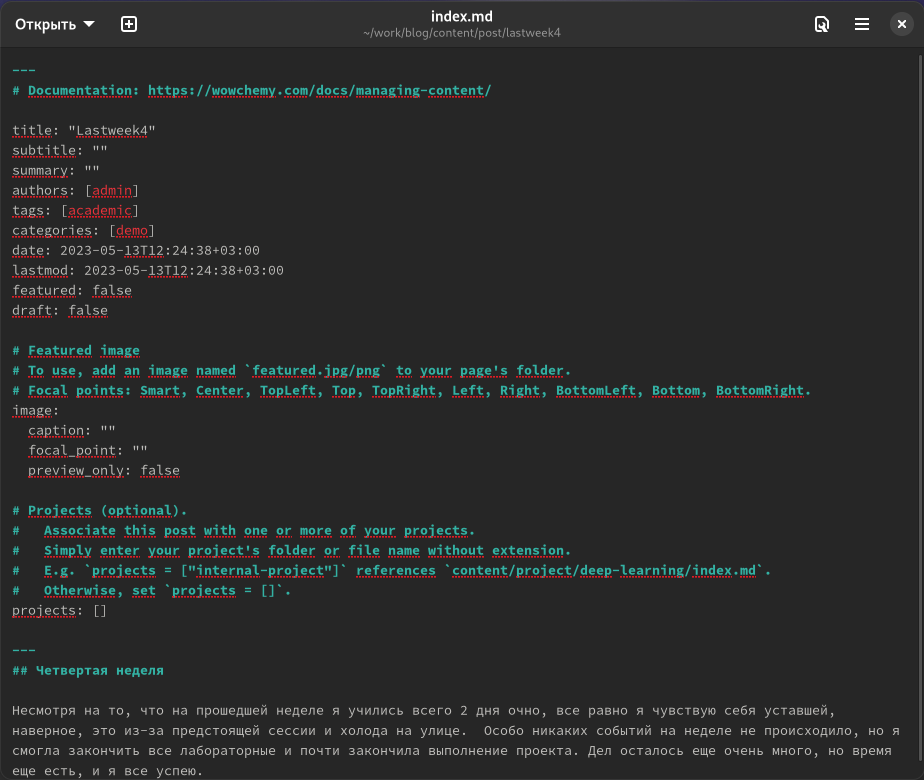 Открыть
index.md
~/work/blog/content/post/lastweek4
---
# Documentation: https://wowchemy.com/docs/managing-content/
title: "Lastweek4"
subtitle: ""
summary: ""
authors: [admin]
tags: [academic]
categories: [demo]
date: 2023-05-13T12:24:38+03:00
lastmod: 2023-05-13T12:24:38+03:00
featured: false
draft: false
# Featured image
# To use, add an image named `featured.jpg/png` to your page's folder.
# Focal points: Smart, Center, TopLeft, Top, TopRight, Left, Right, BottomLeft, Bottom, BottomRight.
image:
  caption: ""
  focal_point: ""
  preview_only: false
# Projects (optional).
#   Associate this post with one or more of your projects.
#   Simply enter your project's folder or file name without extension.
#   E.g. `projects = ["internal-project"]` references `content/project/deep-learning/index.md`.
#   Otherwise, set `projects = []`.
projects: []
---
## Четвертая неделя
Несмотря на то, что на прошедшей неделе я учились всего 2 дня очно, все равно я чувствую себя уставшей,
наверное, это из-за предстоящей сессии и холода на улице.  Особо никаких событий на неделе не происходило, но я
смогла закончить все лабораторные и почти закончила выполнение проекта. Дел осталось еще очень много, но время
еще есть, и я все успею.